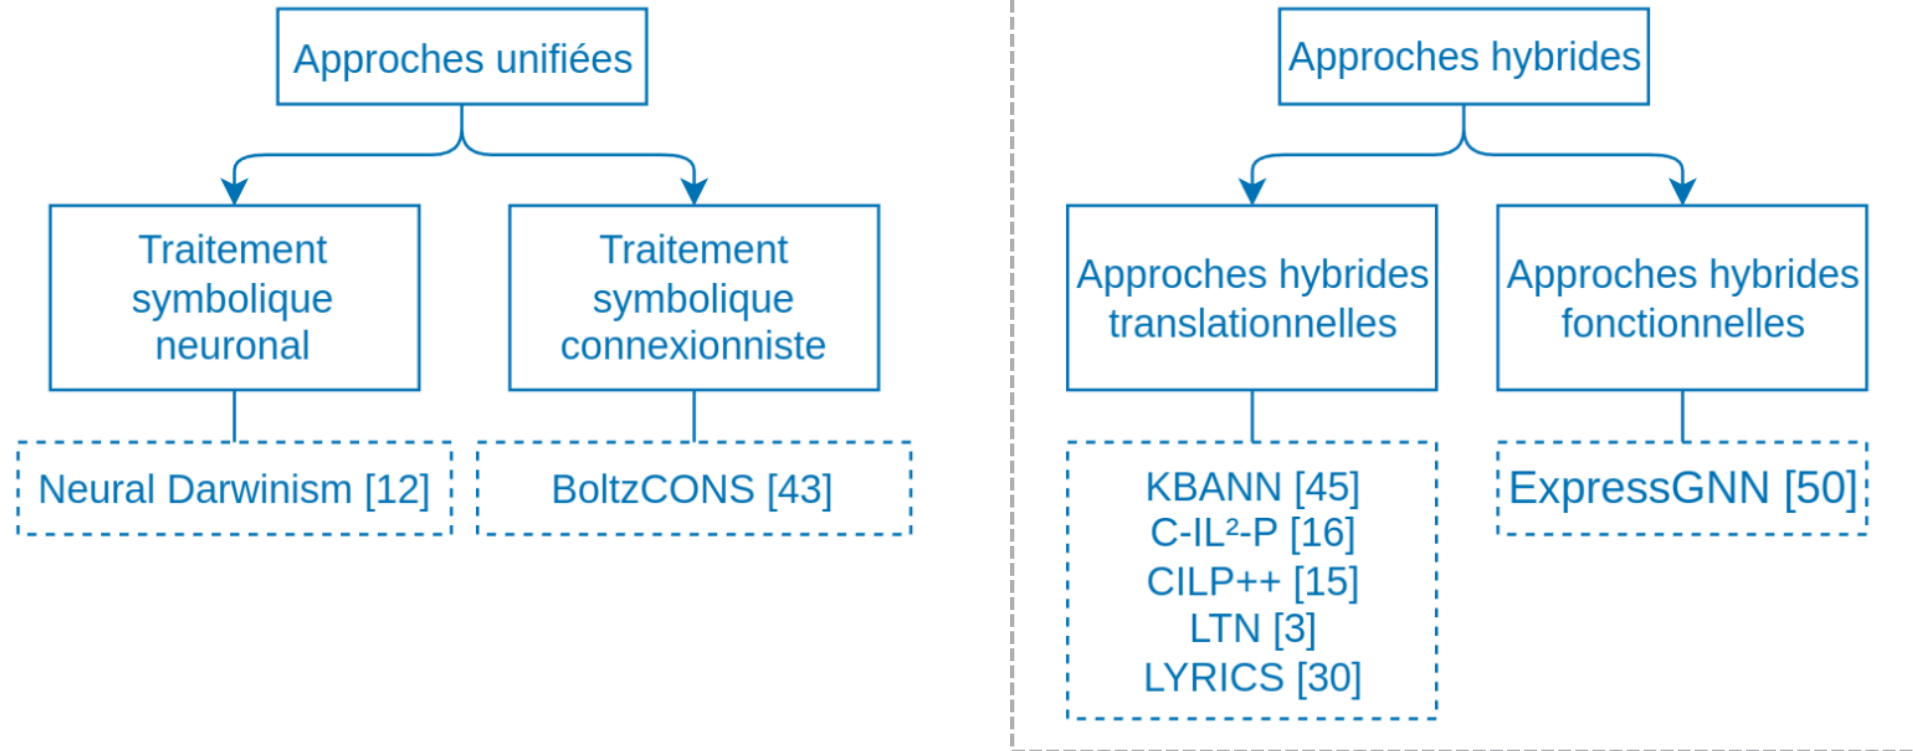 Approches unifiées
Traitement
symbolique
neuronal
Traitement
symbolique
connexionniste
Neural Darwinism [12]
BoltzCONS [43]
Approches hybrides
Approches hybrides
translationnelles
Approches hybrides
fonctionnelles
KBANN [45]
C-IL²-P [16]
CILP++ [15]
LTN [3]
LYRICS [30]
ExpressGNN [50]